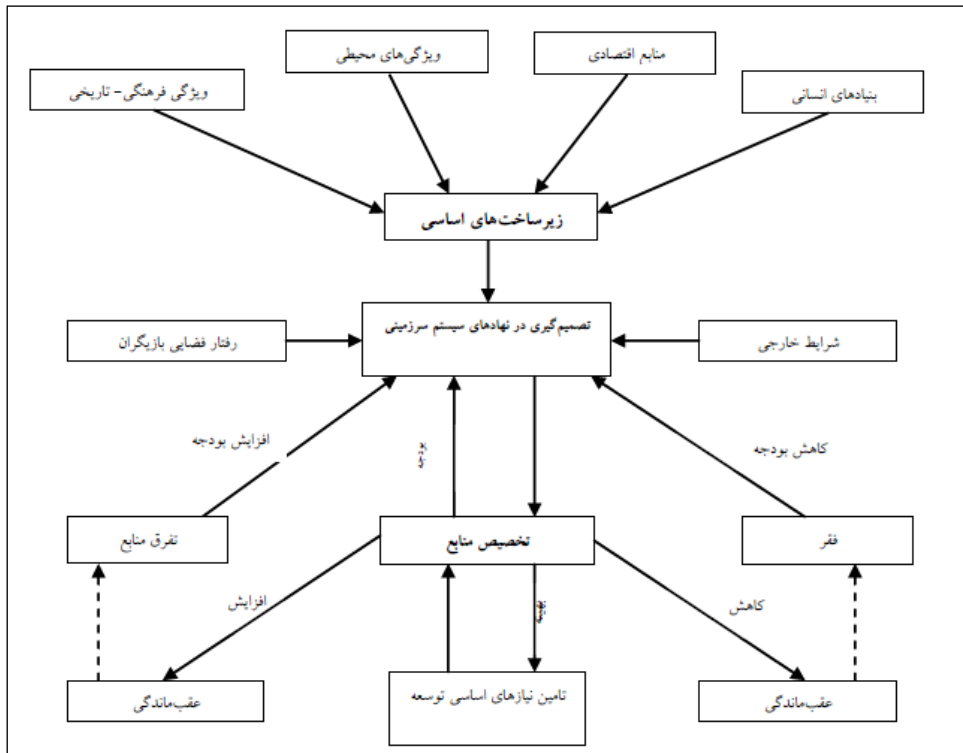 منابع اقتصادی
ویژگی‌های محیطی
بنیادهای انسانی
ویژگی فرهنگی- تاریخی
زیرساخت‌های اساسی
تصمیم‌گیری در نهادهای سیستم سرزمینی
شرایط خارجی
رفتار فضایی بازیگران
کاهش بودجه
بودجه
افزایش بودجه
فقر
تخصیص منابع
تفرق منابع
کاهش
افزایش
عقب‌ماندگی
تامین نیازهای اساسی توسعه
عقب‌ماندگی